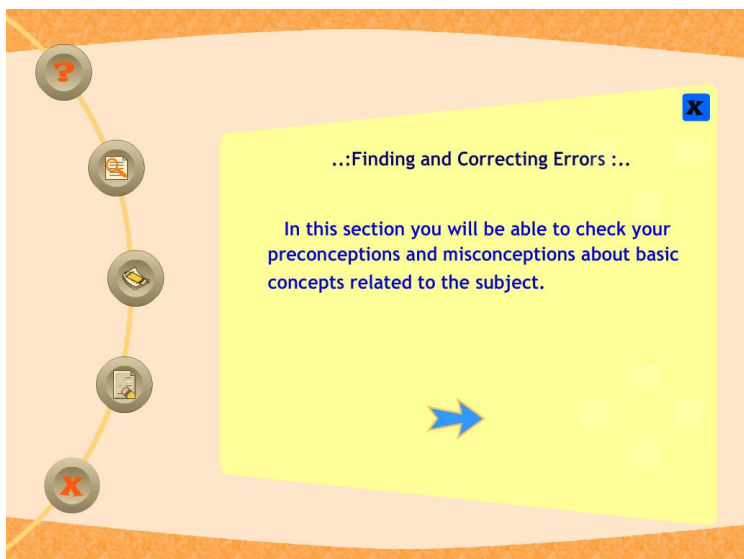 ?
X
..:Finding and Correcting Errors :..
In this section you will be able to check your
preconceptions and misconceptions about basic
concepts related to the subject.
X